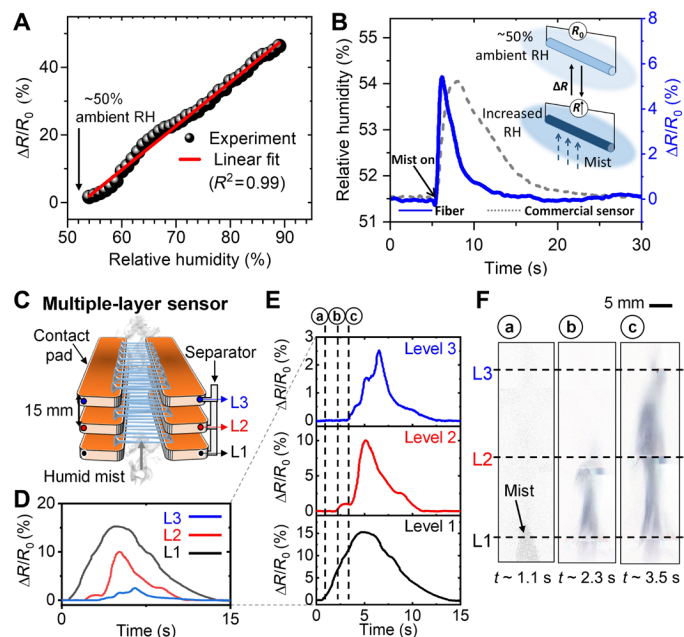 A
ΔR/R0 (%)
40
20
0
~50%
ambient RH
Experiment
Linear fit
(R²=0.99)
50 60 70 80 90
Relative humidity (%)
B
Relative humidity (%)
55
54
53
52
51
~50%
ambient RH
R0
ΔR
R
Increased
RH
Mist
Mist on
Fiber
Commercial sensor
8
6
4
2
0
ΔR/R0 (%)
0 10 20 30
Time (s)
C
Multiple-layer sensor
Contact
pad
Separator
15 mm
L3
L2
L1
Humid mist
D
ΔR/R0 (%)
20
10
0
L3
L2
L1
0 15
Time (s)
E
a b c
ΔR/R0 (%)
3
2
1
0
Level 3
ΔR/R0 (%)
10
5
0
Level 2
ΔR/R0 (%)
15
10
5
0
Level 1
0 5 10 15
Time (s)
F
5 mm
a b c
L3
L2
L1
Mist
t ~ 1.1 s t ~ 2.3 s t ~ 3.5 s